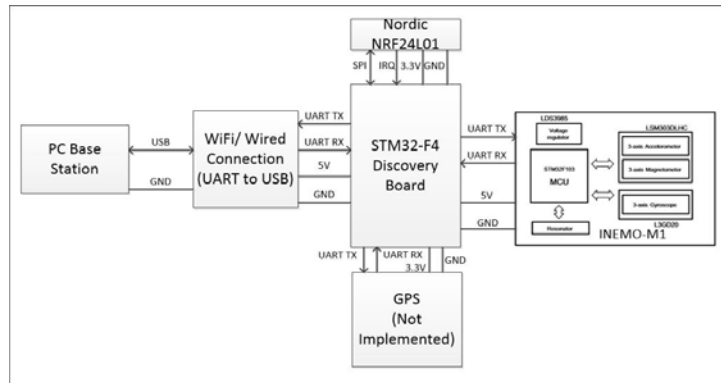 Nordic
NRF24L01
SPI
IRQ
3.3V
GND
PC Base
Station
USB
GND
WiFi/ Wired
Connection
(UART to USB)
UART TX
UART RX
5V
GND
STM32-F4
Discovery
Board
UART TX
UART RX
5V
GND
LDS3985
Voltage
regulator
STM32F103
MCU
Resonator
LSM303DLHC
3-axis Accelerometer
3-axis Magnetometer
3-axis Gyroscope
L3GD20
INEMO-M1
UART TX
UART RX
3.3V
GND
GPS
(Not
Implemented)